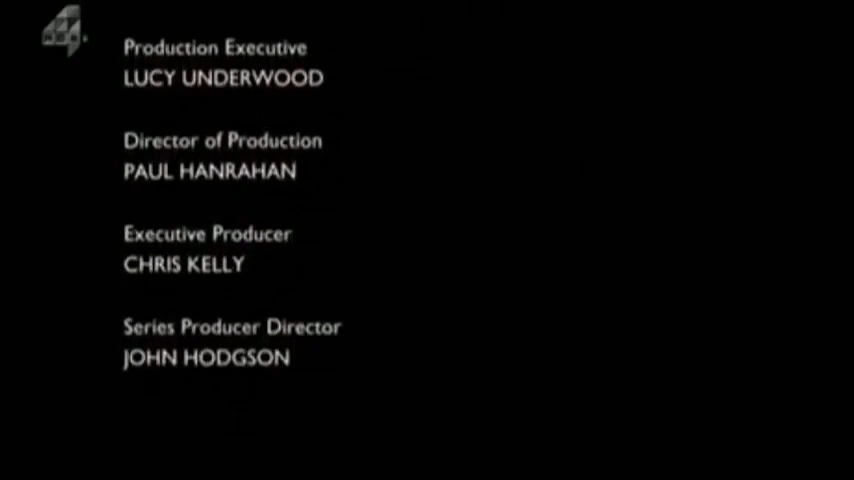 Production Executive
LUCY UNDERWOOD
Director of Production
PAUL HANRAHAN
Executive Producer
CHRIS KELLY
Series Producer Director
JOHN HODGSON